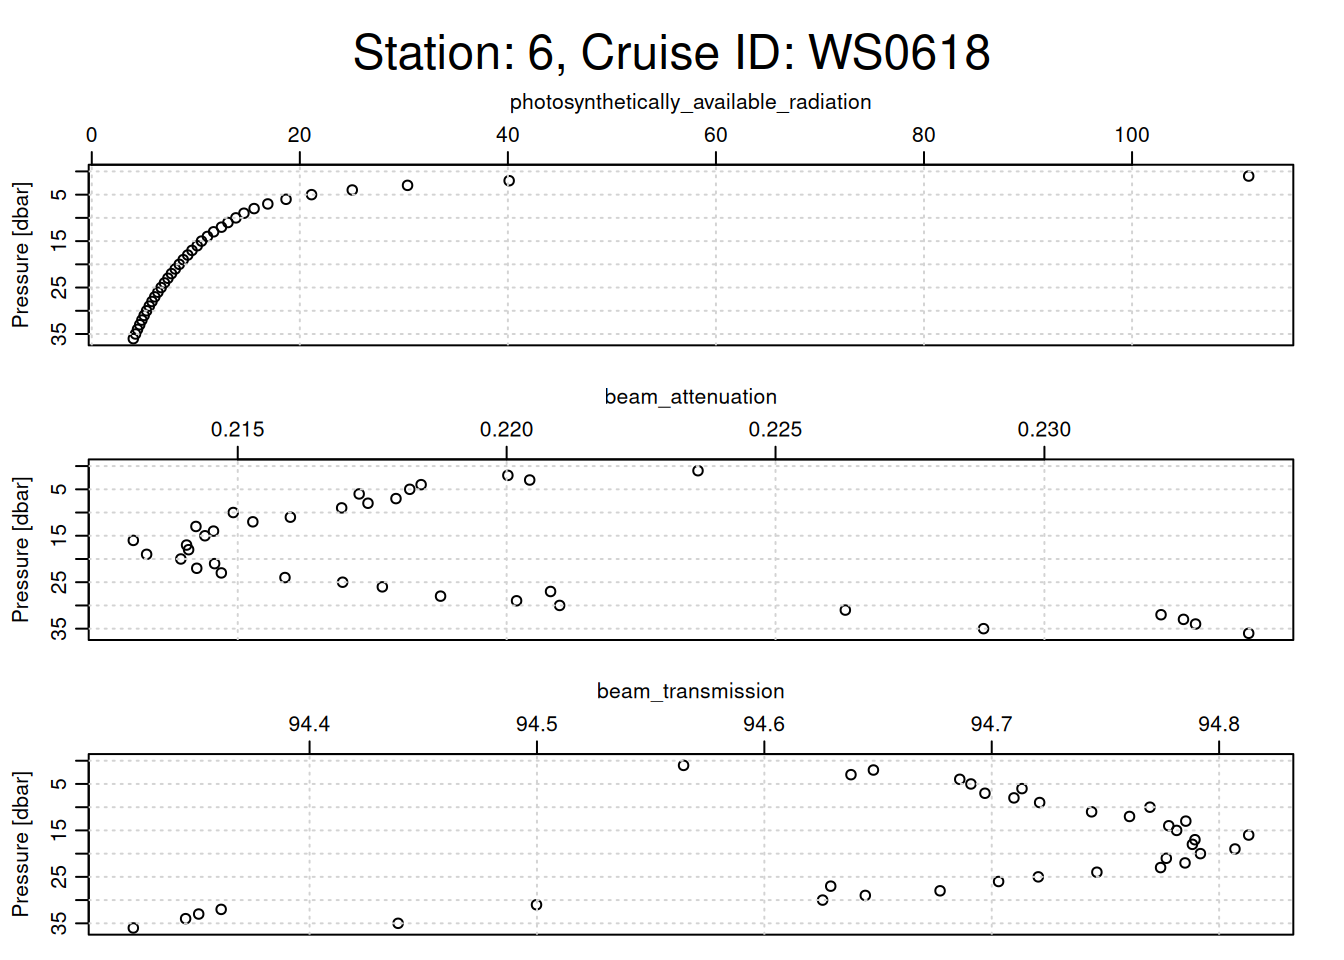 Station: 6, Cruise ID: WS0618
photosynthetically_available_radiation
0 20 40 60 80 100
Pressure [dbar]
5
15
25
35
beam_attenuation
0.215 0.220 0.225 0.230
Pressure [dbar]
5
15
25
35
beam_transmission
94.4 94.5 94.6 94.7 94.8
Pressure [dbar]
5
15
25
35